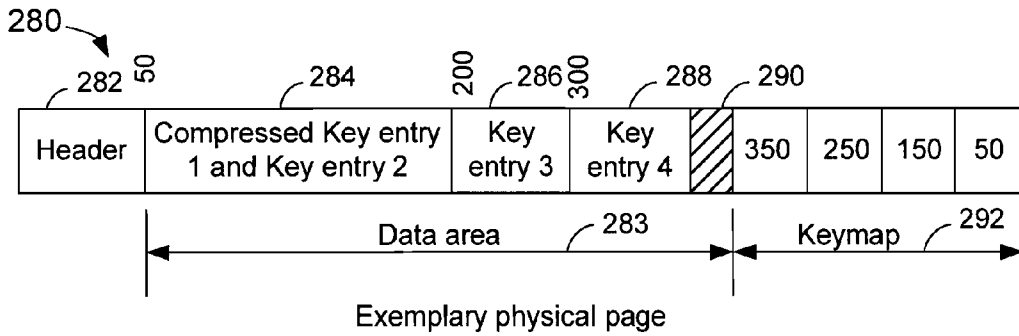 280
282
50
284
200
286
300
288
290
Header
Compressed Key entry
1 and Key entry 2
Key
entry 3
Key
entry 4
350
250
150
50
Data area
283
Keymap
292
Exemplary physical page